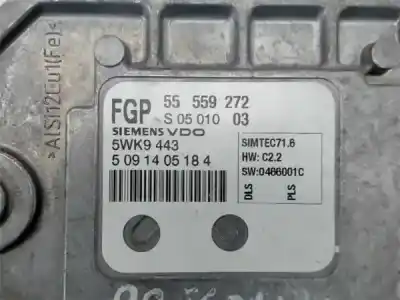 >AlSi12Cu1(Fe)<
FGP 55 559 272
S 05 010 03
SIEMENS VDO
5WK9 443
5 09 14 05 18 4
SIMTEC71.6
HW: C2.2
SW:0466001C
DLS
PLS